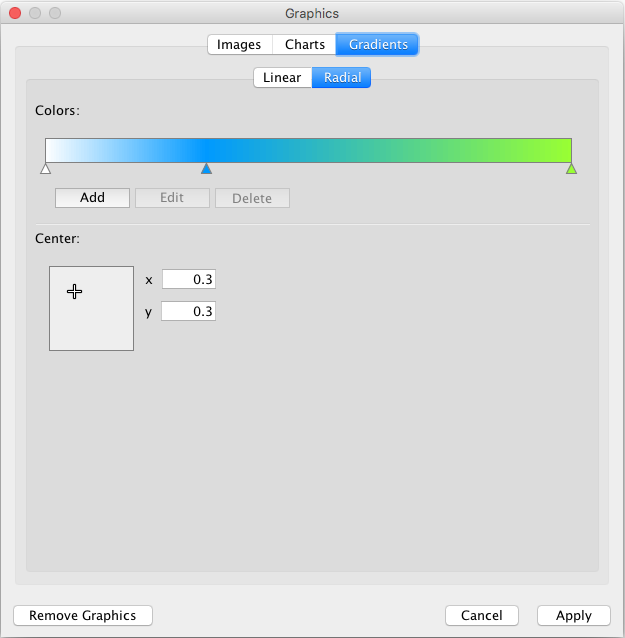 Graphics
Images Charts Gradients
Linear Radial
Colors:
Add Edit Delete
Center:
x 0.3
y 0.3
Remove Graphics Cancel Apply